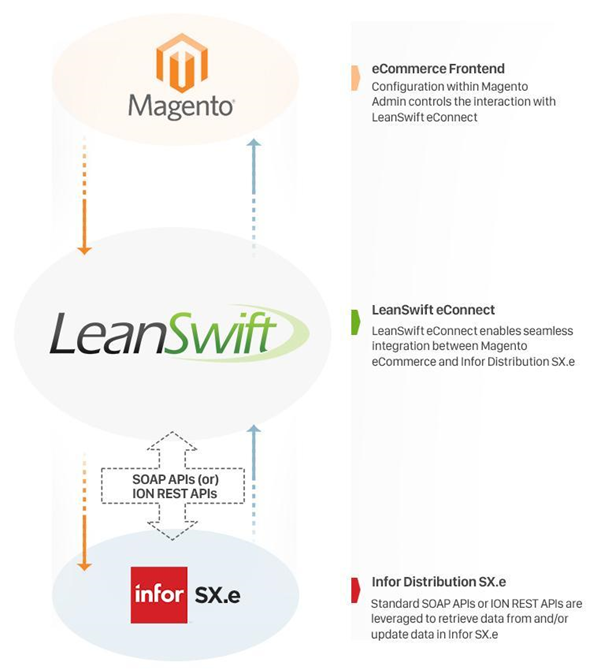 Magento®
eCommerce Frontend
Configuration within Magento
Admin controls the interaction with
LeanSwift eConnect
LeanSwift
LeanSwift eConnect
LeanSwift eConnect enables seamless
integration between Magento
eCommerce and Infor Distribution SX.e
SOAP APIs (or)
ION REST APIs
infor SX.e
Infor Distribution SX.e
Standard SOAP APIs or ION REST APIs are
leveraged to retrieve data from and/or
update data in Infor SX.e